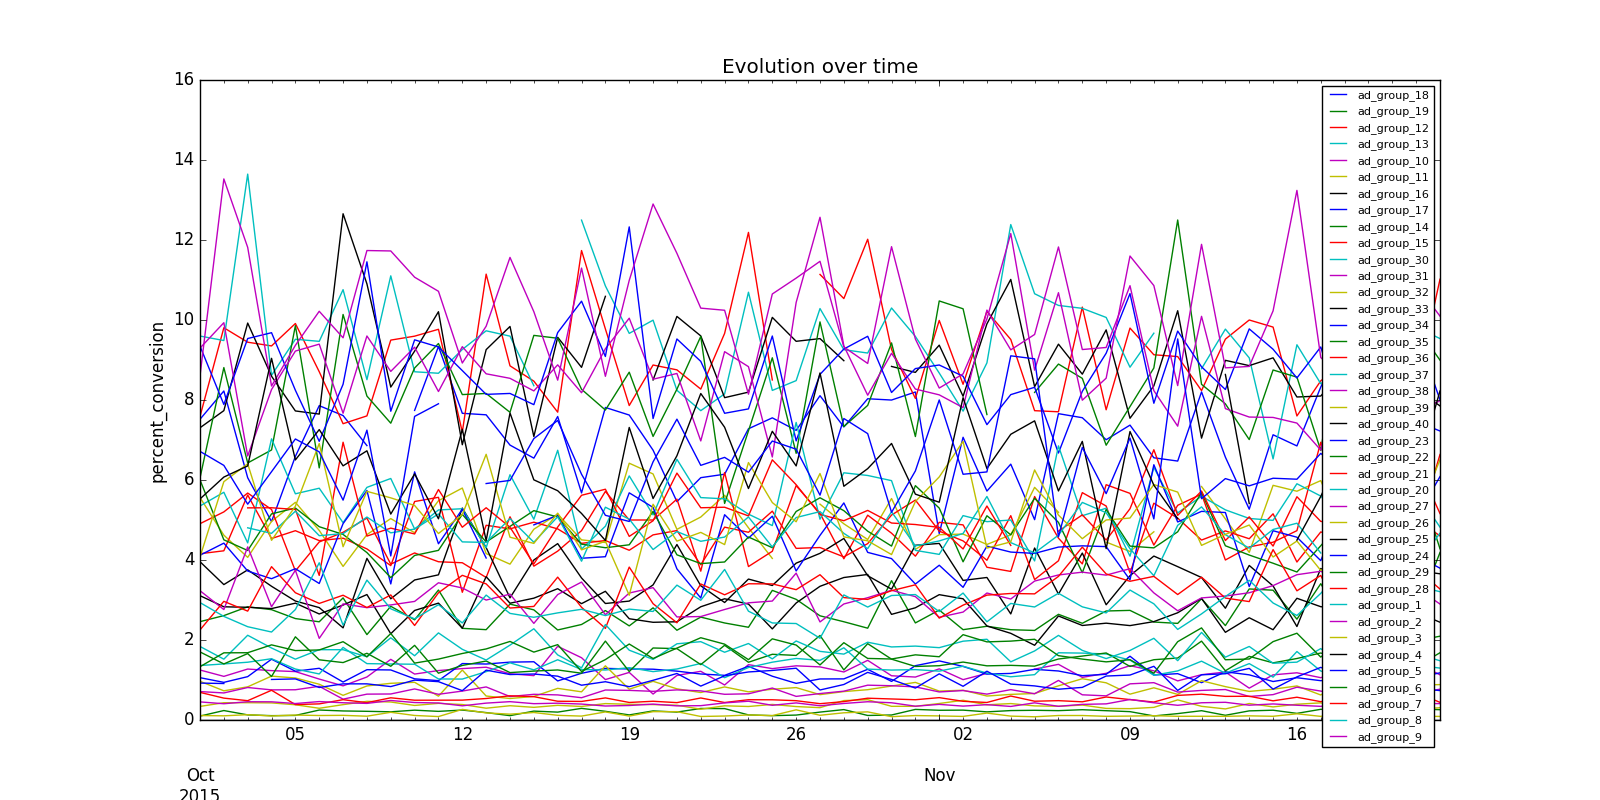 Evolution over time
percent_conversion
16
14
12
10
8
6
4
2
0
05
12
19
26
02
09
16
Oct
2015
Nov
ad_group_18
ad_group_19
ad_group_12
ad_group_13
ad_group_10
ad_group_11
ad_group_16
ad_group_17
ad_group_14
ad_group_15
ad_group_30
ad_group_31
ad_group_32
ad_group_33
ad_group_34
ad_group_35
ad_group_36
ad_group_37
ad_group_38
ad_group_39
ad_group_40
ad_group_23
ad_group_22
ad_group_21
ad_group_20
ad_group_27
ad_group_26
ad_group_25
ad_group_24
ad_group_29
ad_group_28
ad_group_1
ad_group_2
ad_group_3
ad_group_4
ad_group_5
ad_group_6
ad_group_7
ad_group_8
ad_group_9